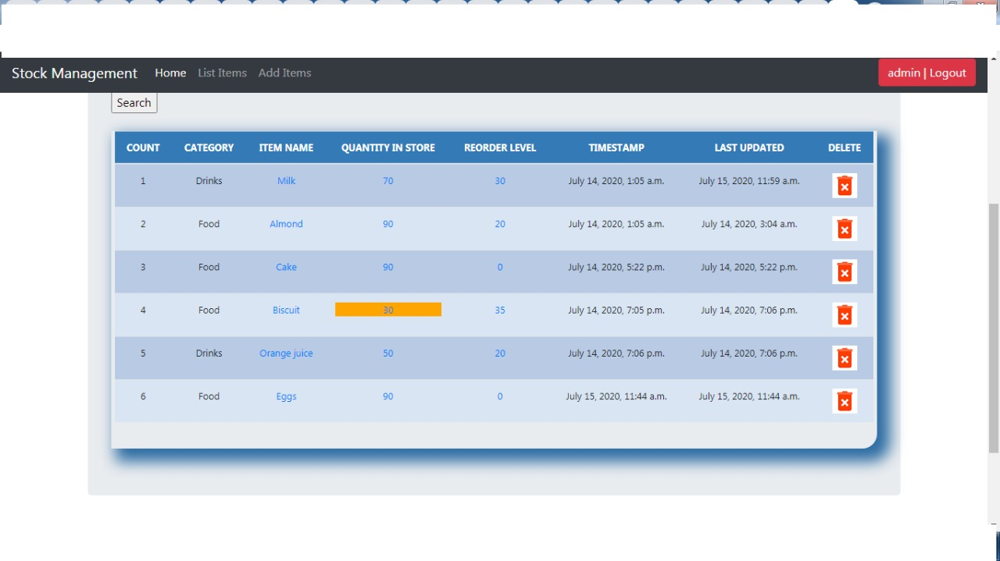 Stock Management Home List Items Add Items admin | Logout
Search
COUNT CATEGORY ITEM NAME QUANTITY IN STORE REORDER LEVEL TIMESTAMP LAST UPDATED DELETE
1 Drinks Milk 70 30 July 14, 2020, 1:05 a.m. July 15, 2020, 11:59 a.m.
2 Food Almond 90 20 July 14, 2020, 1:05 a.m. July 14, 2020, 3:04 a.m.
3 Food Cake 90 0 July 14, 2020, 5:22 p.m. July 14, 2020, 5:22 p.m.
4 Food Biscuit 30 35 July 14, 2020, 7:05 p.m. July 14, 2020, 7:06 p.m.
5 Drinks Orange juice 50 20 July 14, 2020, 7:06 p.m. July 14, 2020, 7:06 p.m.
6 Food Eggs 90 0 July 15, 2020, 11:44 a.m. July 15, 2020, 11:44 a.m.